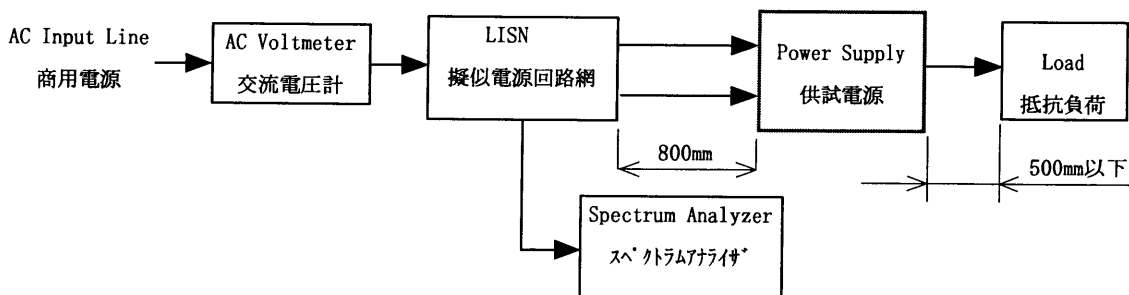 AC Input Line
商用電源
AC Voltmeter
交流電圧計
LISN
擬似電源回路網
Power Supply
供試電源
Load
抵抗負荷
800mm
500mm以下
Spectrum Analyzer
ｽﾍﾟｸﾄﾗﾑｱﾅﾗｲｻﾞ